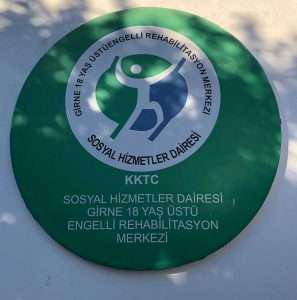 GİRNE 18 YAŞ ÜSTÜ ENGELLİ REHABİLİTASYON MERKEZİ
SOSYAL HİZMETLER DAİRESİ
KKTC
SOSYAL HİZMETLER DAİRESİ
GİRNE 18 YAŞ ÜSTÜ
ENGELLİ REHABİLİTASYON
MERKEZİ